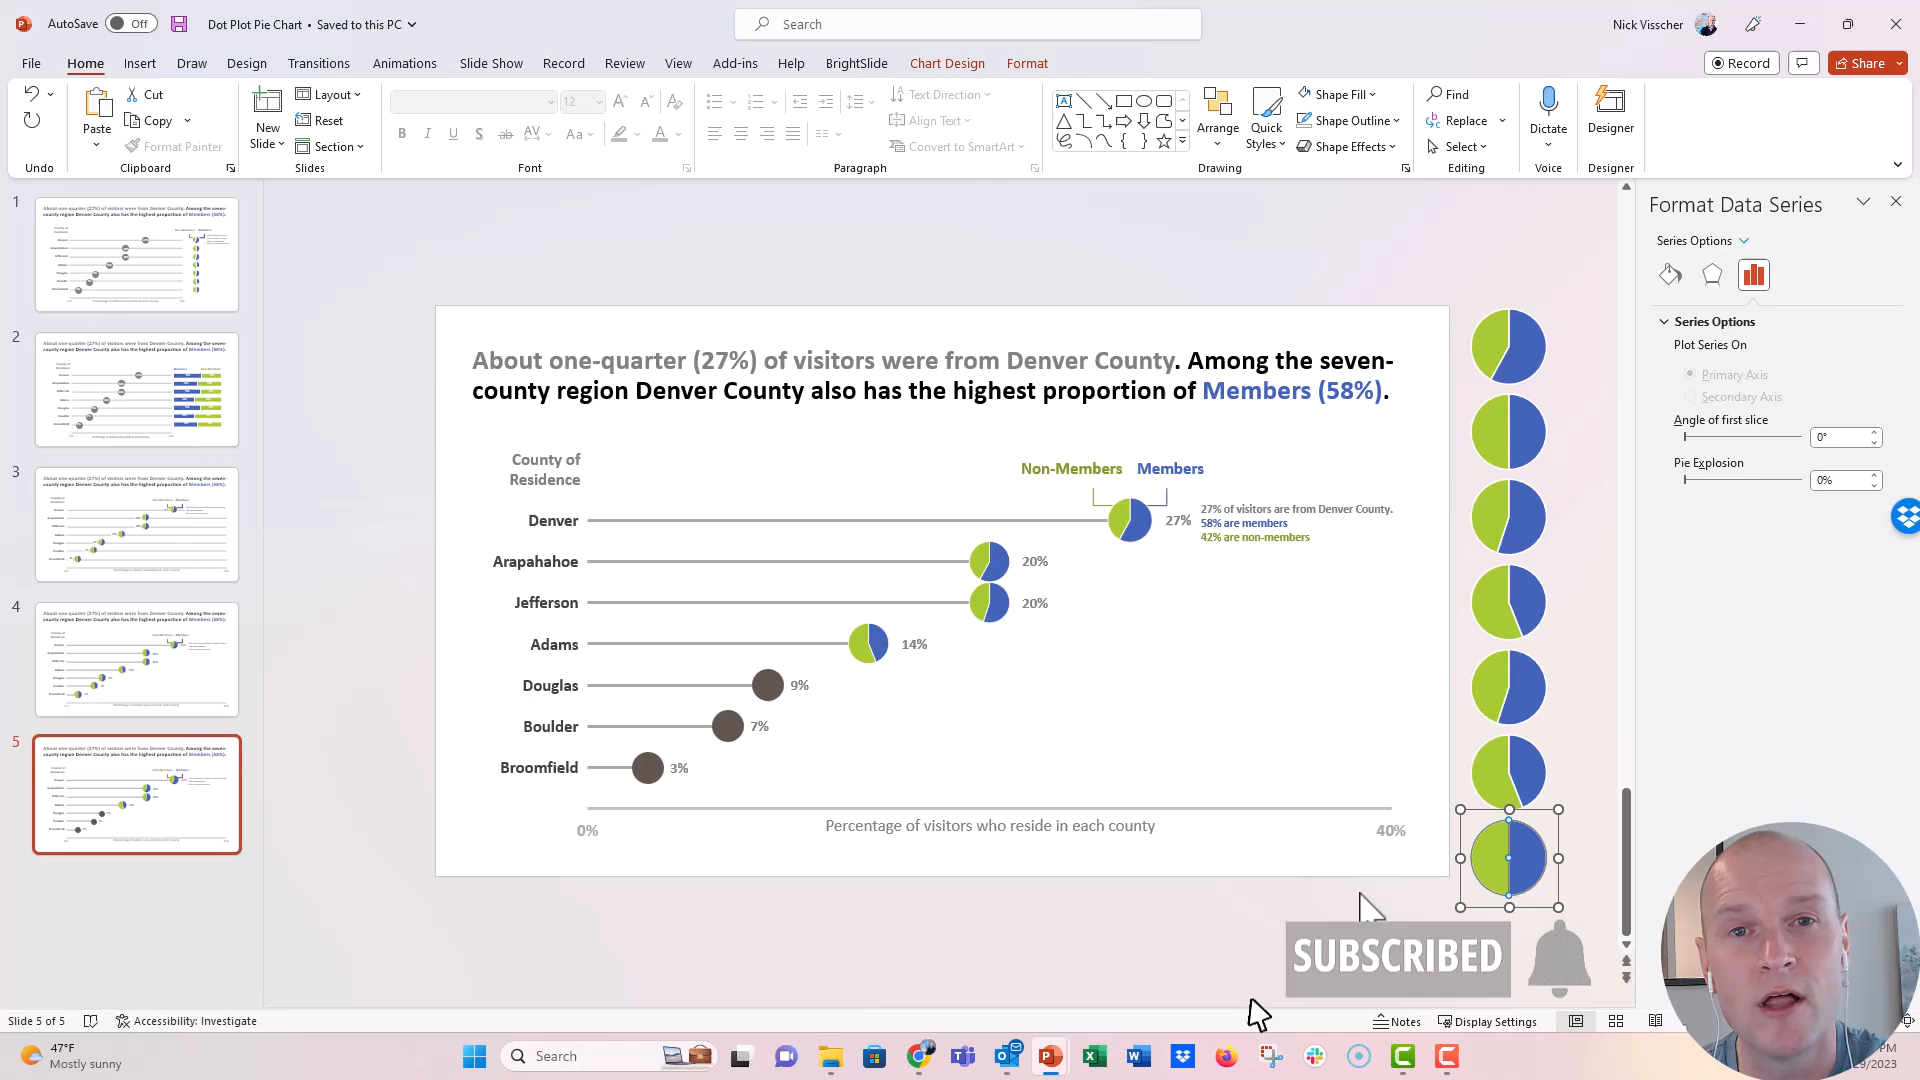 AutoSave Off Dot Plot Pie Chart • Saved to this PC Search Nick Visscher
File Home Insert Draw Design Transitions Animations Slide Show Record Review View Add-ins Help BrightSlide Chart Design Format Record Share
Paste Cut Copy Format Painter
New Slide Layout Reset Section
12
Text Direction Align Text Convert to SmartArt
Arrange Quick Styles Shape Fill Shape Outline Shape Effects
Find Replace Select
Dictate Designer
Undo Clipboard Slides Font Paragraph Drawing Editing Voice Designer
1
2
3
4
5
About one-quarter (27%) of visitors were from Denver County. Among the seven-
county region Denver County also has the highest proportion of Members (58%).
County of
Residence
Non-Members Members
Denver 27%
27% of visitors are from Denver County.
58% are members
42% are non-members
Arapahahoe 20%
Jefferson 20%
Adams 14%
Douglas 9%
Boulder 7%
Broomfield 3%
0% Percentage of visitors who reside in each county 40%
Format Data Series
Series Options
Series Options
Plot Series On
Primary Axis
Secondary Axis
Angle of first slice
0°
Pie Explosion
0%
SUBSCRIBED
Slide 5 of 5 Accessibility: Investigate Notes Display Settings
47°F
Mostly sunny
Search
PM